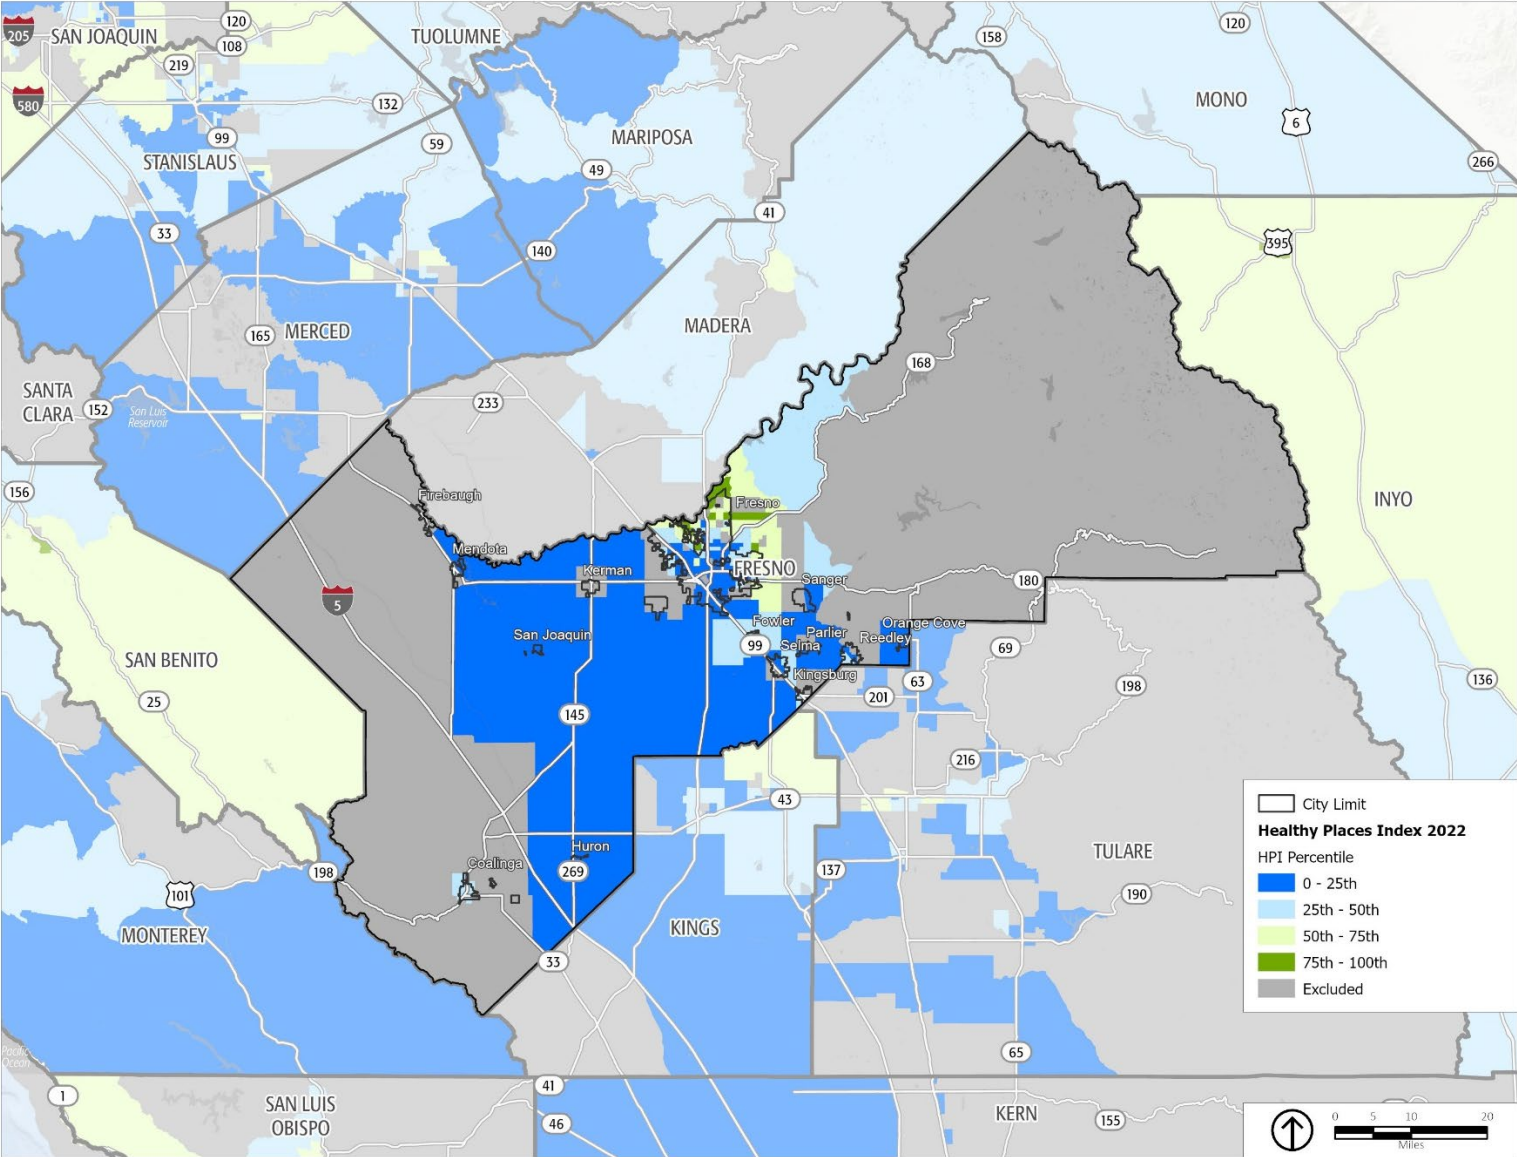 205
SAN JOAQUIN
120
108
TUOLUMNE
158
120
219
580
132
MONO
6
99
59
MARIPOSA
STANISLAUS
49
266
41
33
140
395
165
MERCED
MADERA
168
SANTA
CLARA
152
San Luis
Reservoir
233
156
Firebaugh
Fresno
INYO
Mendota
Kerman
FRESNO
Sanger
180
5
Fowler
Orange Cove
San Joaquin
Parlier
Reedley
99
Selma
69
SAN BENITO
Kingsburg
63
198
136
25
201
145
216
43
City Limit
Healthy Places Index 2022
HPI Percentile
0 - 25th
25th - 50th
50th - 75th
75th - 100th
Excluded
Huron
TULARE
Coalinga
198
269
137
101
190
MONTEREY
KINGS
33
Pacific
Ocean
65
1
41
SAN LUIS
OBISPO
46
KERN
155
0 5 10 20
Miles